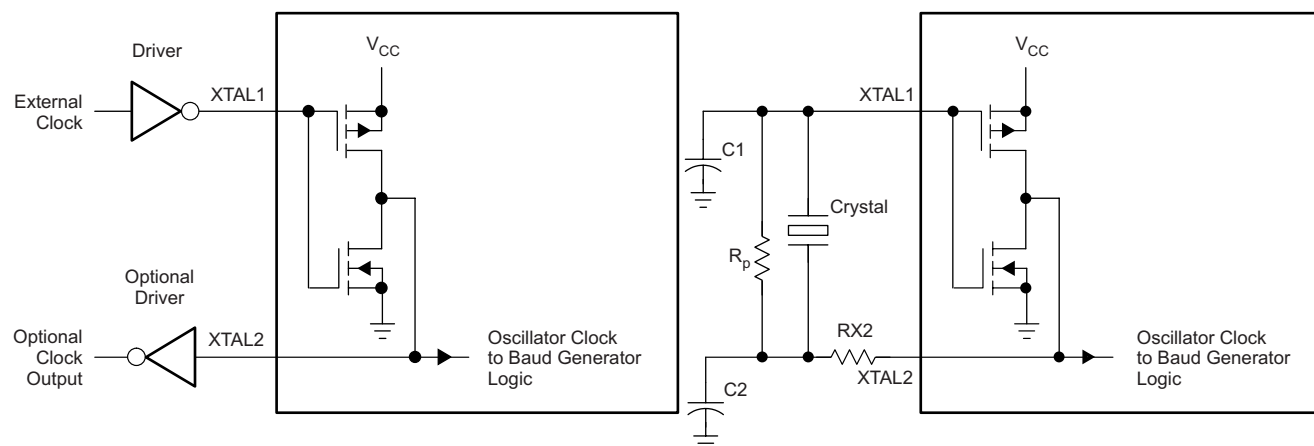 Driver
External
Clock
XTAL1
VCC
Optional
Driver
Optional
Clock
Output
XTAL2
Oscillator Clock
to Baud Generator
Logic
VCC
XTAL1
C1
Crystal
Rp
RX2
XTAL2
C2
Oscillator Clock
to Baud Generator
Logic